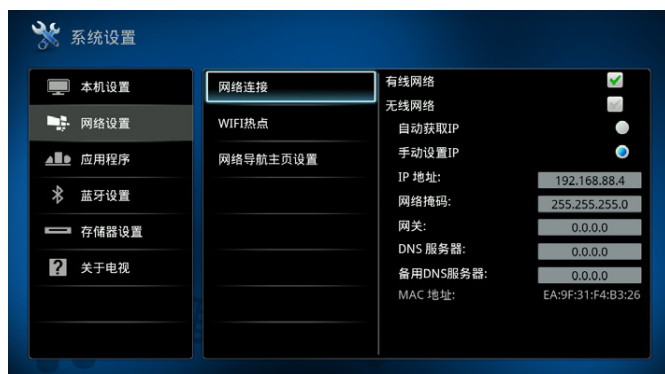 系统设置
本机设置
网络设置
应用程序
蓝牙设置
存储器设置
关于电视
网络连接
WIFI热点
网络导航主页设置
有线网络
无线网络
自动获取IP
手动设置IP
IP 地址: 192.168.88.4
网络掩码: 255.255.255.0
网关: 0.0.0.0
DNS 服务器: 0.0.0.0
备用DNS服务器: 0.0.0.0
MAC 地址: EA:9F:31:F4:B3:26